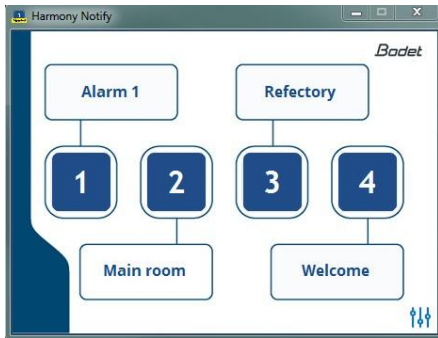 Harmony Notify
Bodet
Alarm 1
Refectory
1
2
3
4
Main room
Welcome